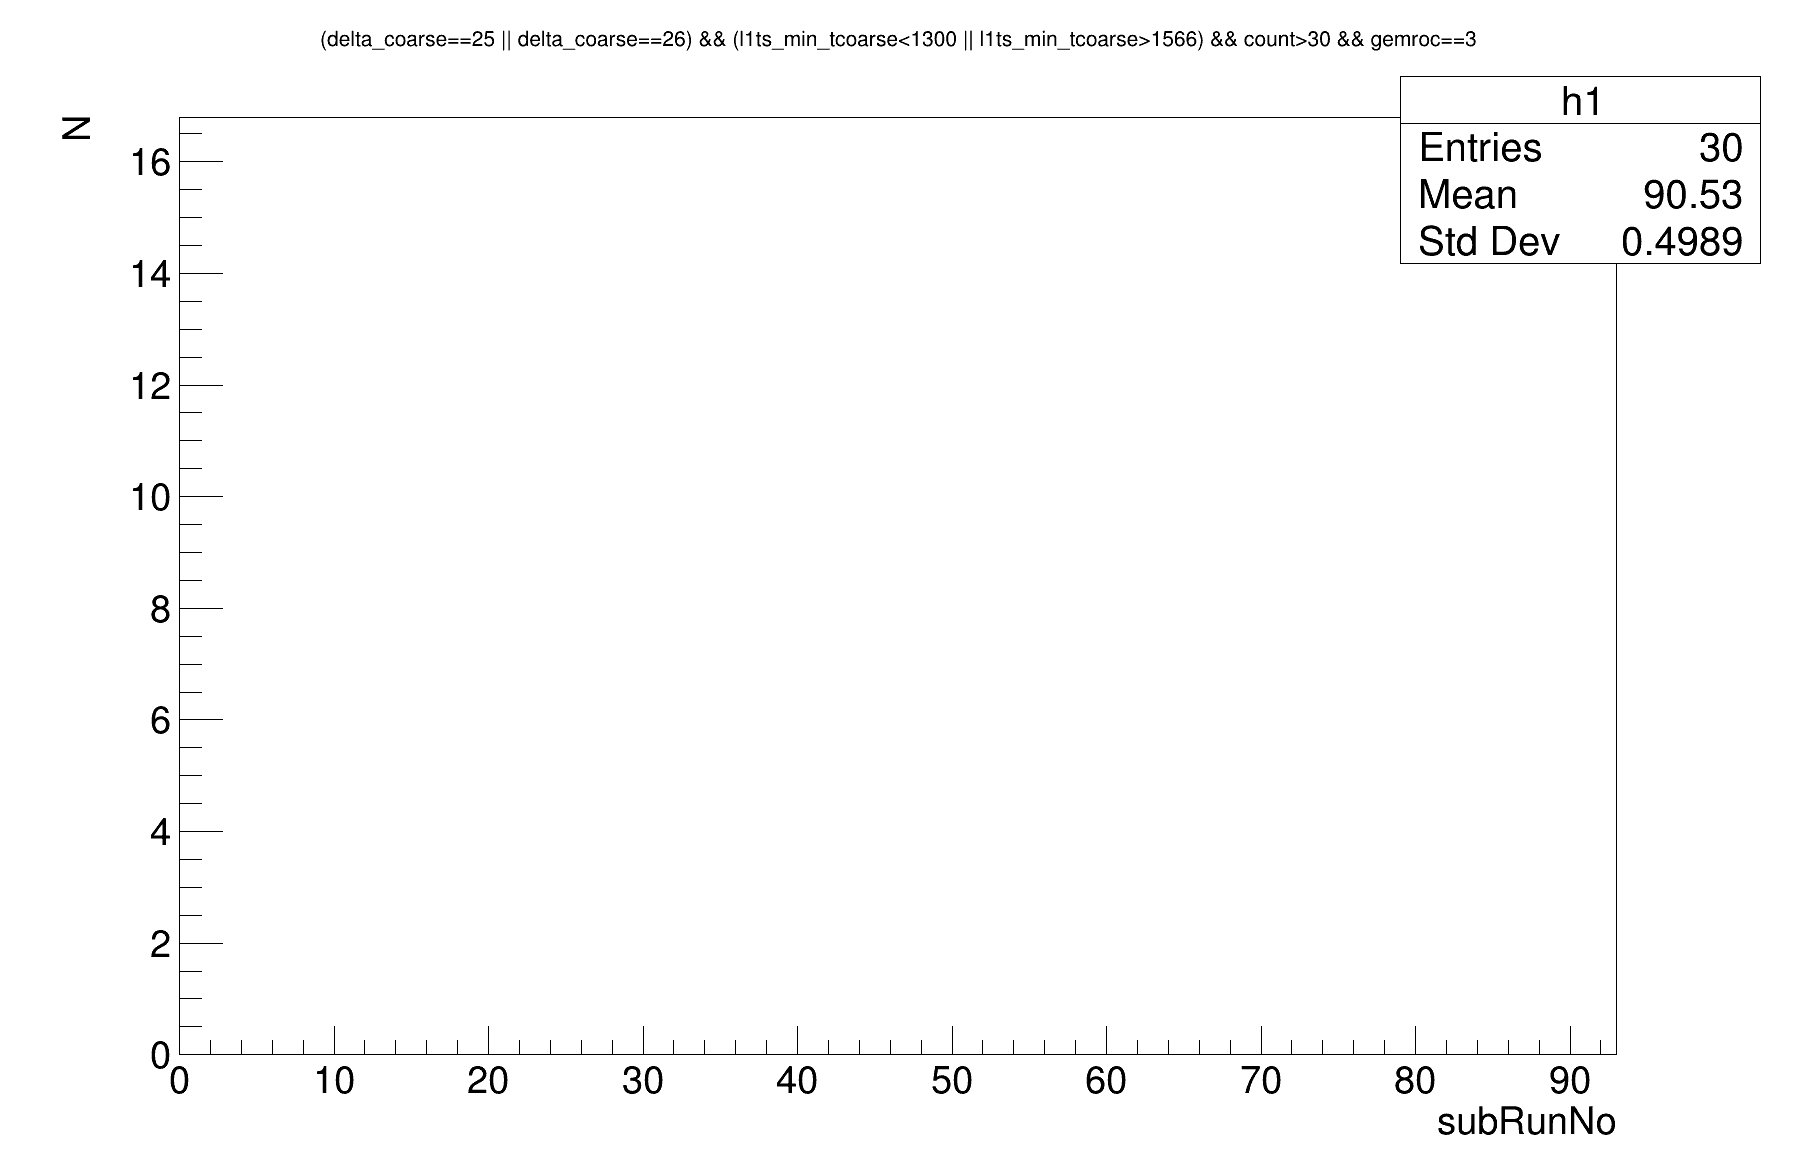 (delta_coarse==25 || delta_coarse==26) && (l1ts_min_tcoarse<1300 || l1ts_min_tcoarse>1566) && count>30 && gemroc==3
h1
Entries 30
Mean 90.53
Std Dev 0.4989
N
16
14
12
10
8
6
4
2
0
0 10 20 30 40 50 60 70 80 90
subRunNo